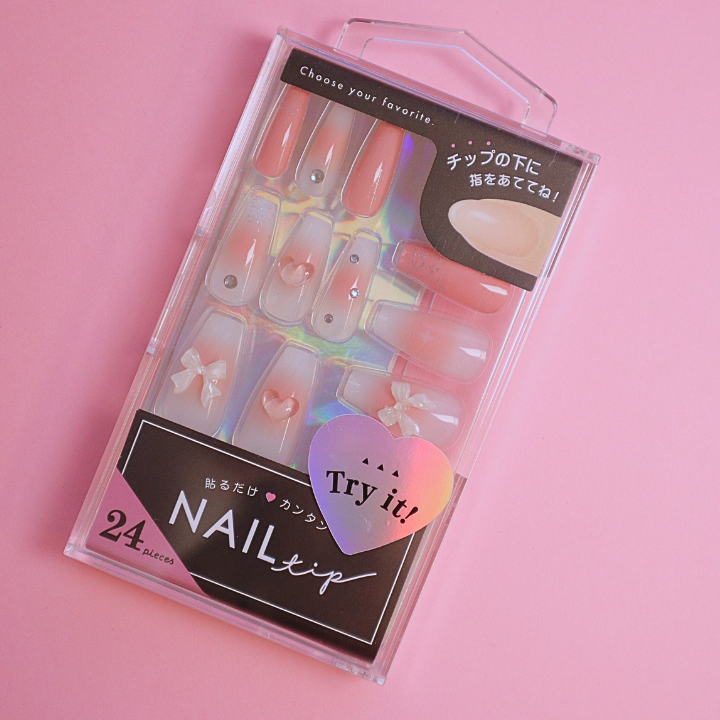 Choose your favorite.
チップの下に
指をあててね!
Try it!
貼るだけ♥カンタン
NAIL
tip
24
pieces